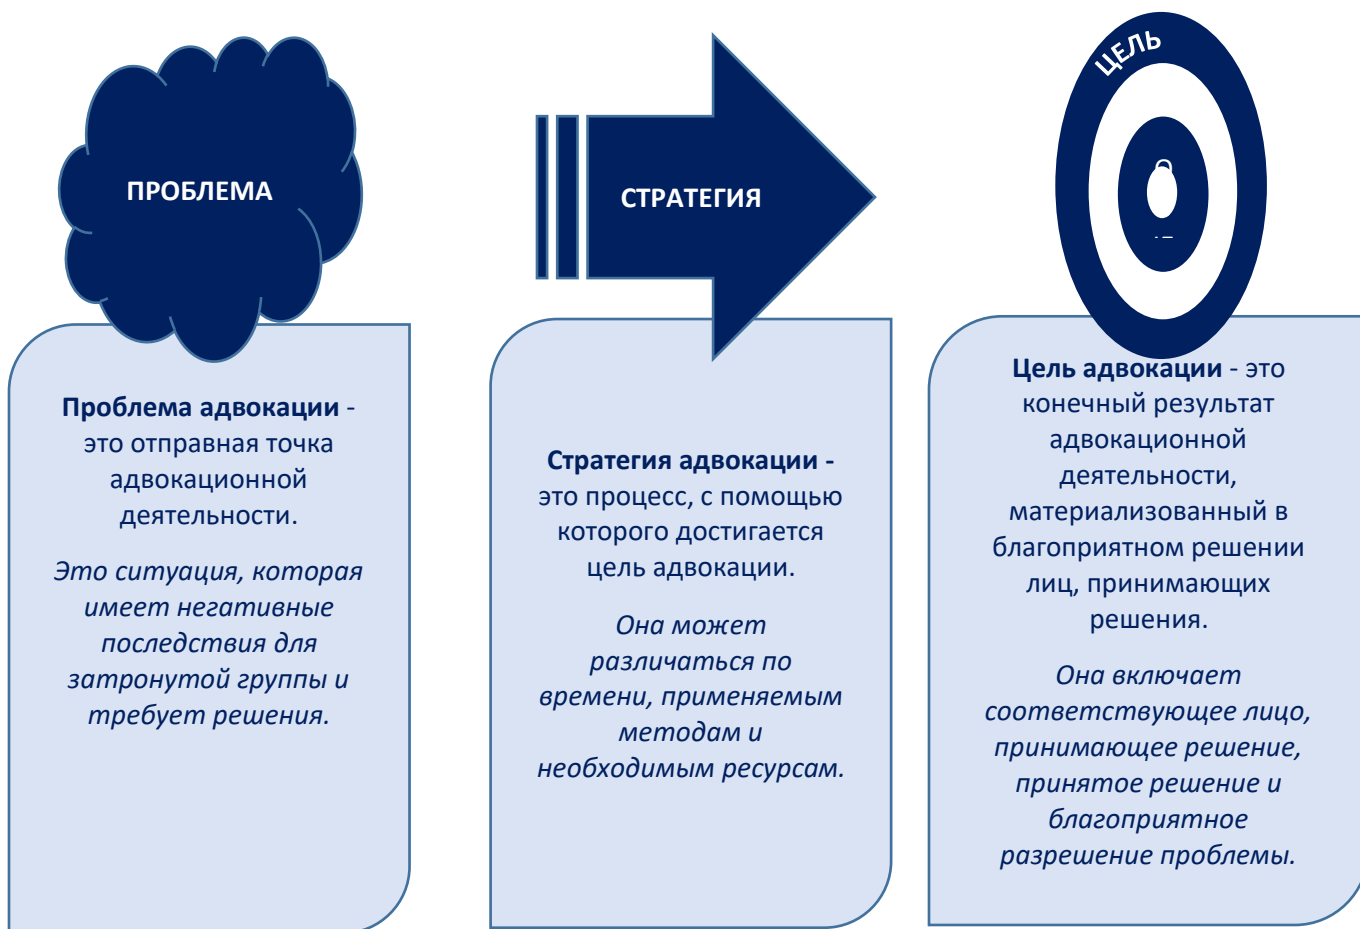 ПРОБЛЕМА
Проблема адвокации -
это отправная точка
адвокационной
деятельности.
Это ситуация, которая
имеет негативные
последствия для
затронутой группы и
требует решения.
СТРАТЕГИЯ
Стратегия адвокации -
это процесс, с помощью
которого достигается
цель адвокации.
Она может
различаться по
времени, применяемым
методам и
необходимым ресурсам.
ЦЕЛЬ
Цель адвокации - это
конечный результат
адвокационной
деятельности,
материализованный в
благоприятном решении
лиц, принимающих
решения.
Она включает
соответствующее лицо,
принимающее решение,
принятое решение и
благоприятное
разрешение проблемы.